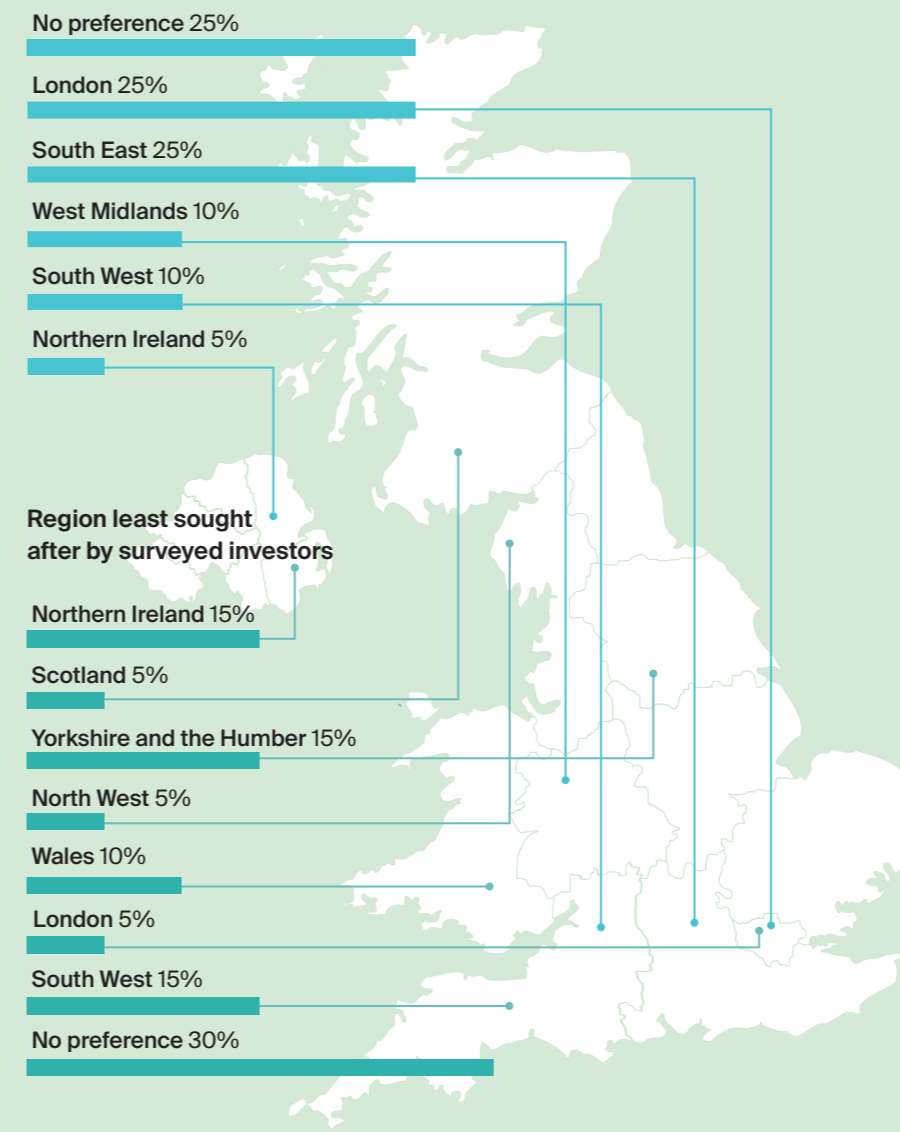 No preference 25%
London 25%
South East 25%
West Midlands 10%
South West 10%
Northern Ireland 5%
Region least sought
after by surveyed investors
Northern Ireland 15%
Scotland 5%
Yorkshire and the Humber 15%
North West 5%
Wales 10%
London 5%
South West 15%
No preference 30%